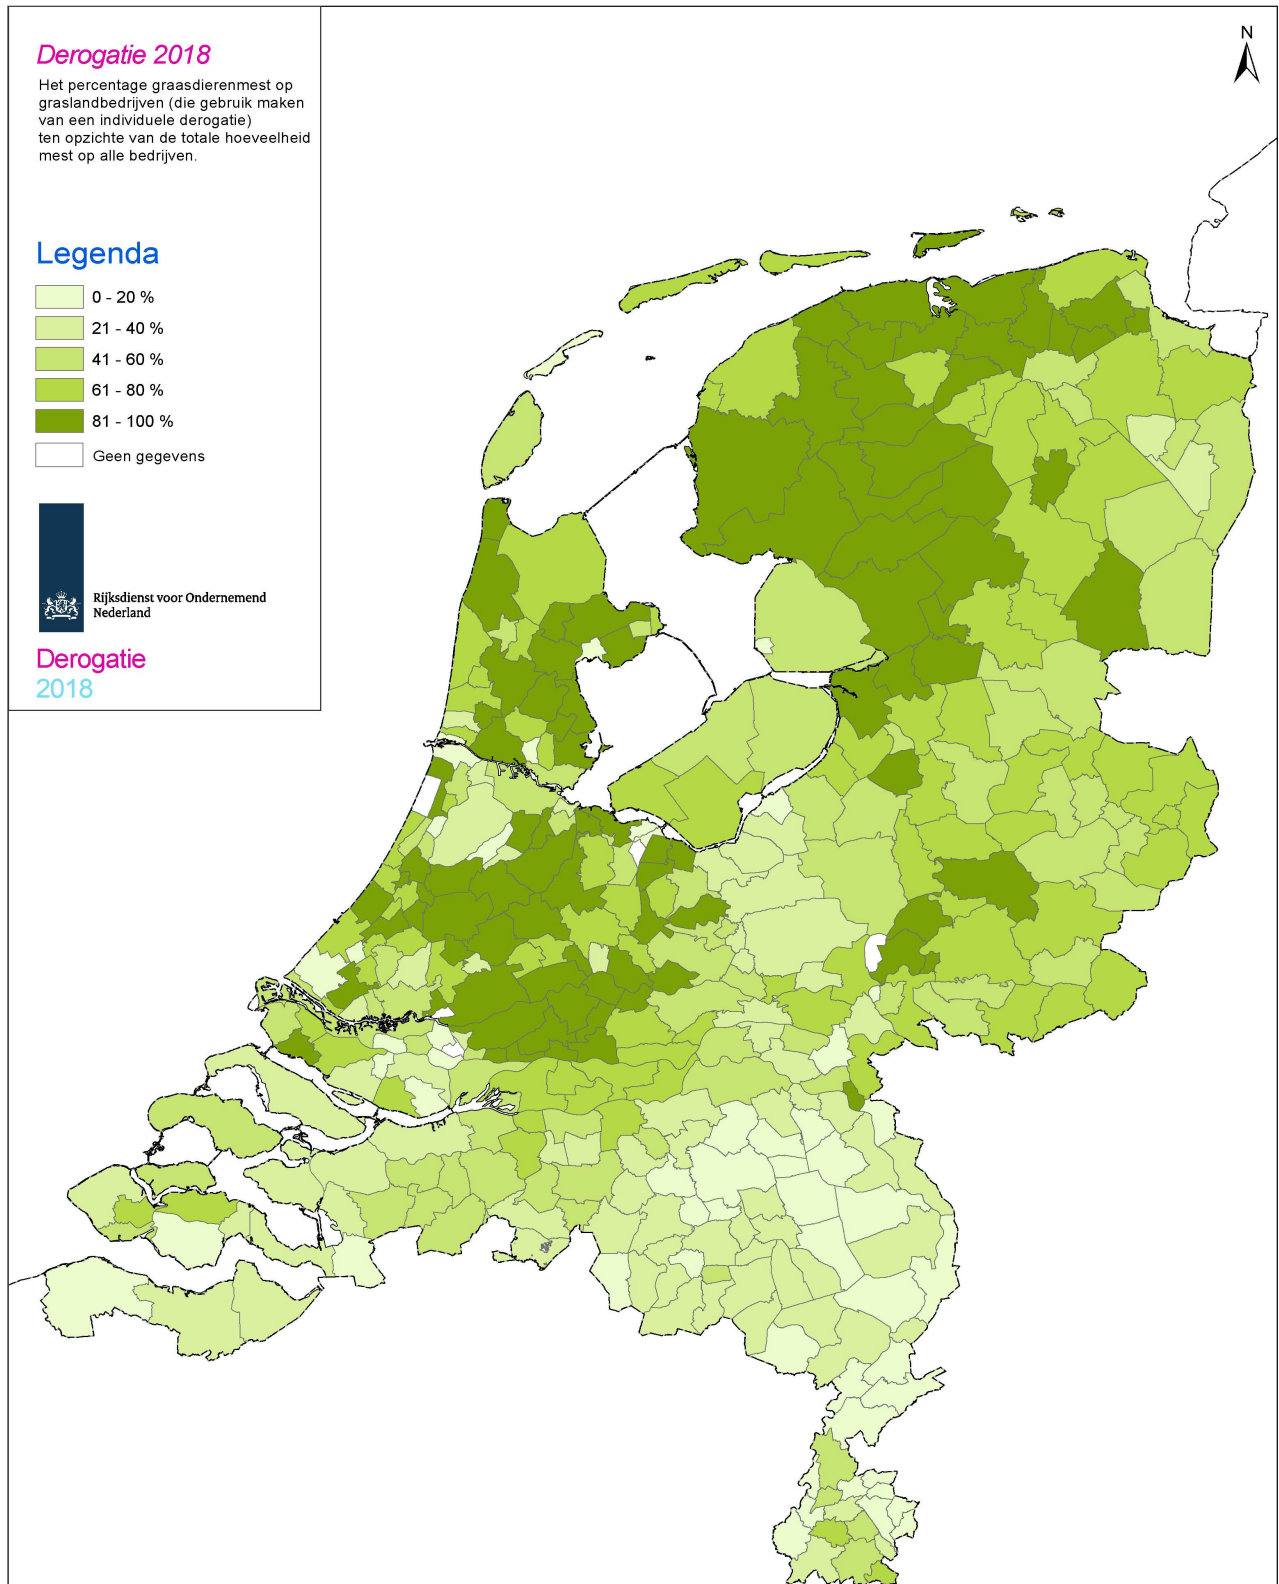 Derogatie 2018
Het percentage graasdierenmest op
graslandbedrijven (die gebruik maken
van een individuele derogatie)
ten opzichte van de totale hoeveelheid
mest op alle bedrijven.
N
Legenda
0 - 20 %
21 - 40 %
41 - 60 %
61 - 80 %
81 - 100 %
Geen gegevens
Rijksdienst voor Ondernemend
Nederland
Derogatie
2018